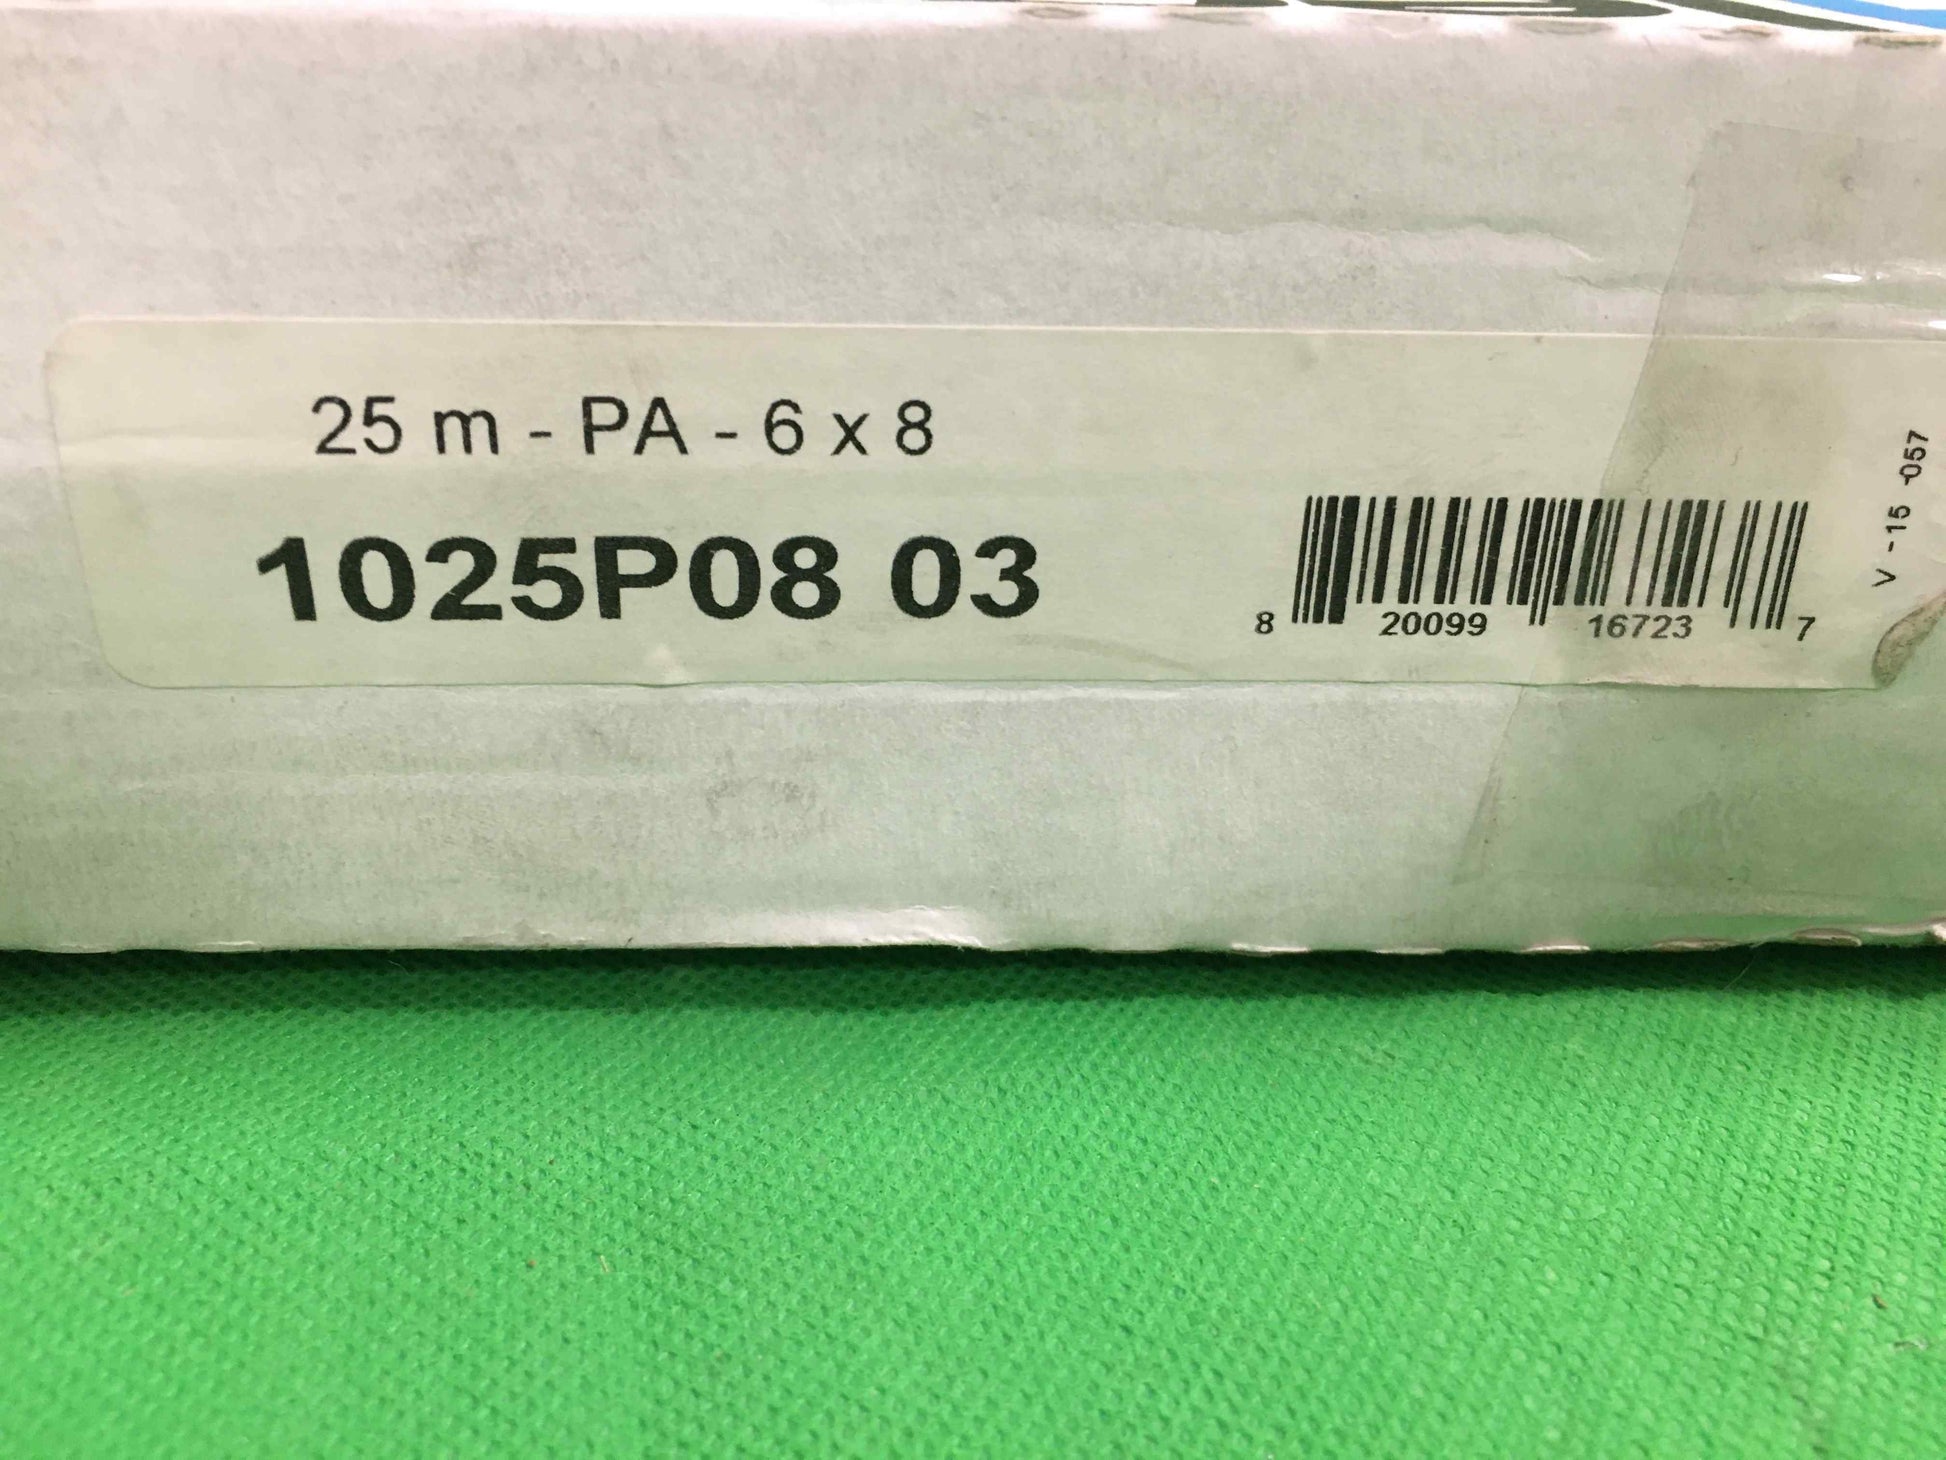 25 m - PA - 6 x 8
1025P08 03
8 20099 16723 7
V - 15 -057